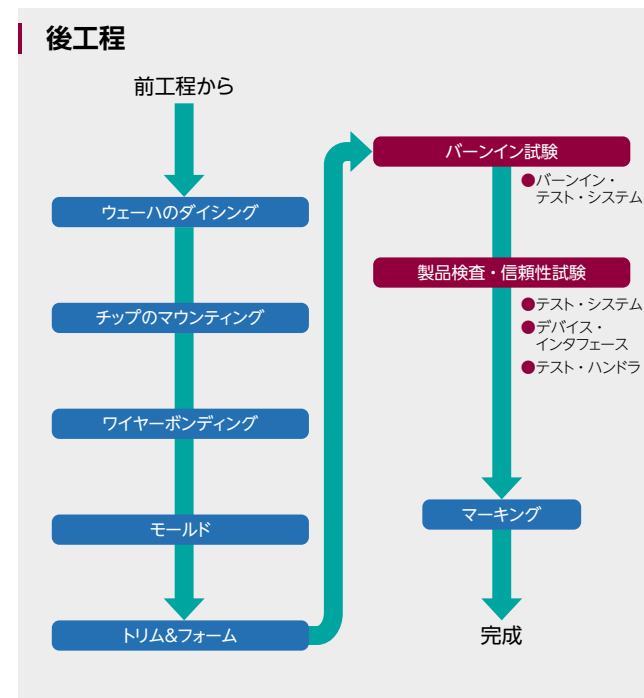 後工程
前工程から
ウェーハのダイシング
チップのマウンティング
ワイヤーボンディング
モールド
トリム&フォーム
バーンイン試験
●バーンイン・
テスト・システム
製品検査・信頼性試験
●テスト・システム
●デバイス・
インタフェース
●テスト・ハンドラ
マーキング
完成